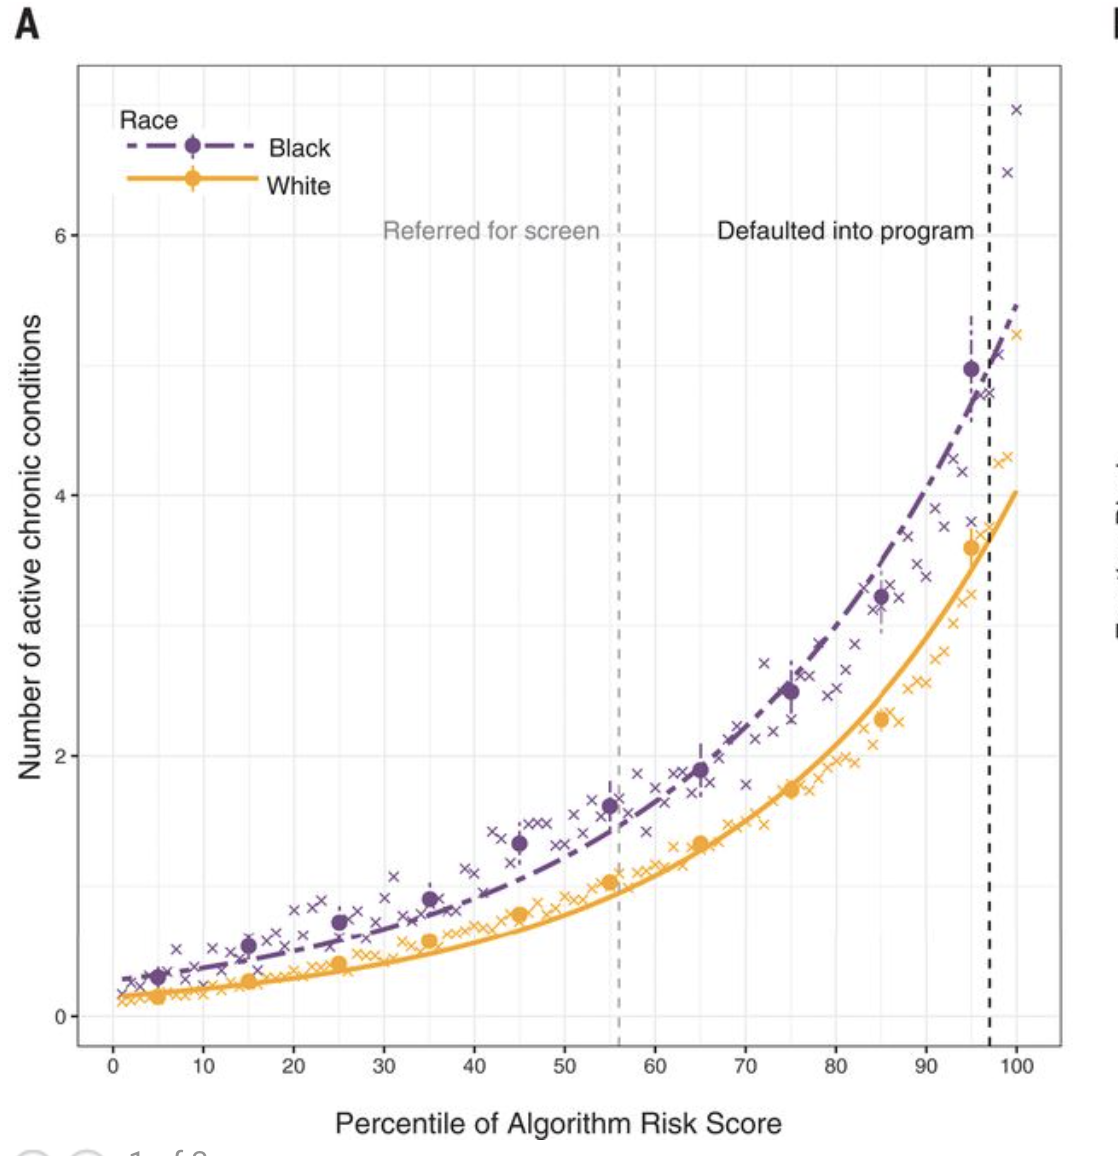 A
Race
Black
White
Referred for screen
Defaulted into program
Number of active chronic conditions
6
4
2
0
0 10 20 30 40 50 60 70 80 90 100
Percentile of Algorithm Risk Score